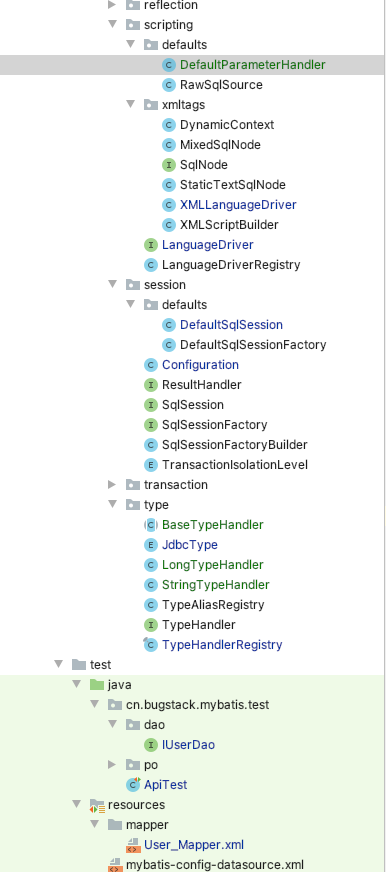 reflection
scripting
defaults
DefaultParameterHandler
RawSqlSource
xmltags
DynamicContext
MixedSqlNode
SqlNode
StaticTextSqlNode
XMLLanguageDriver
XMLScriptBuilder
LanguageDriver
LanguageDriverRegistry
session
defaults
DefaultSqlSession
DefaultSqlSessionFactory
Configuration
ResultHandler
SqlSession
SqlSessionFactory
SqlSessionFactoryBuilder
TransactionIsolationLevel
transaction
type
BaseTypeHandler
JdbcType
LongTypeHandler
StringTypeHandler
TypeAliasRegistry
TypeHandler
TypeHandlerRegistry
test
java
cn.bugstack.mybatis.test
dao
IUserDao
po
ApiTest
resources
mapper
User_Mapper.xml
mybatis-config-datasource.xml